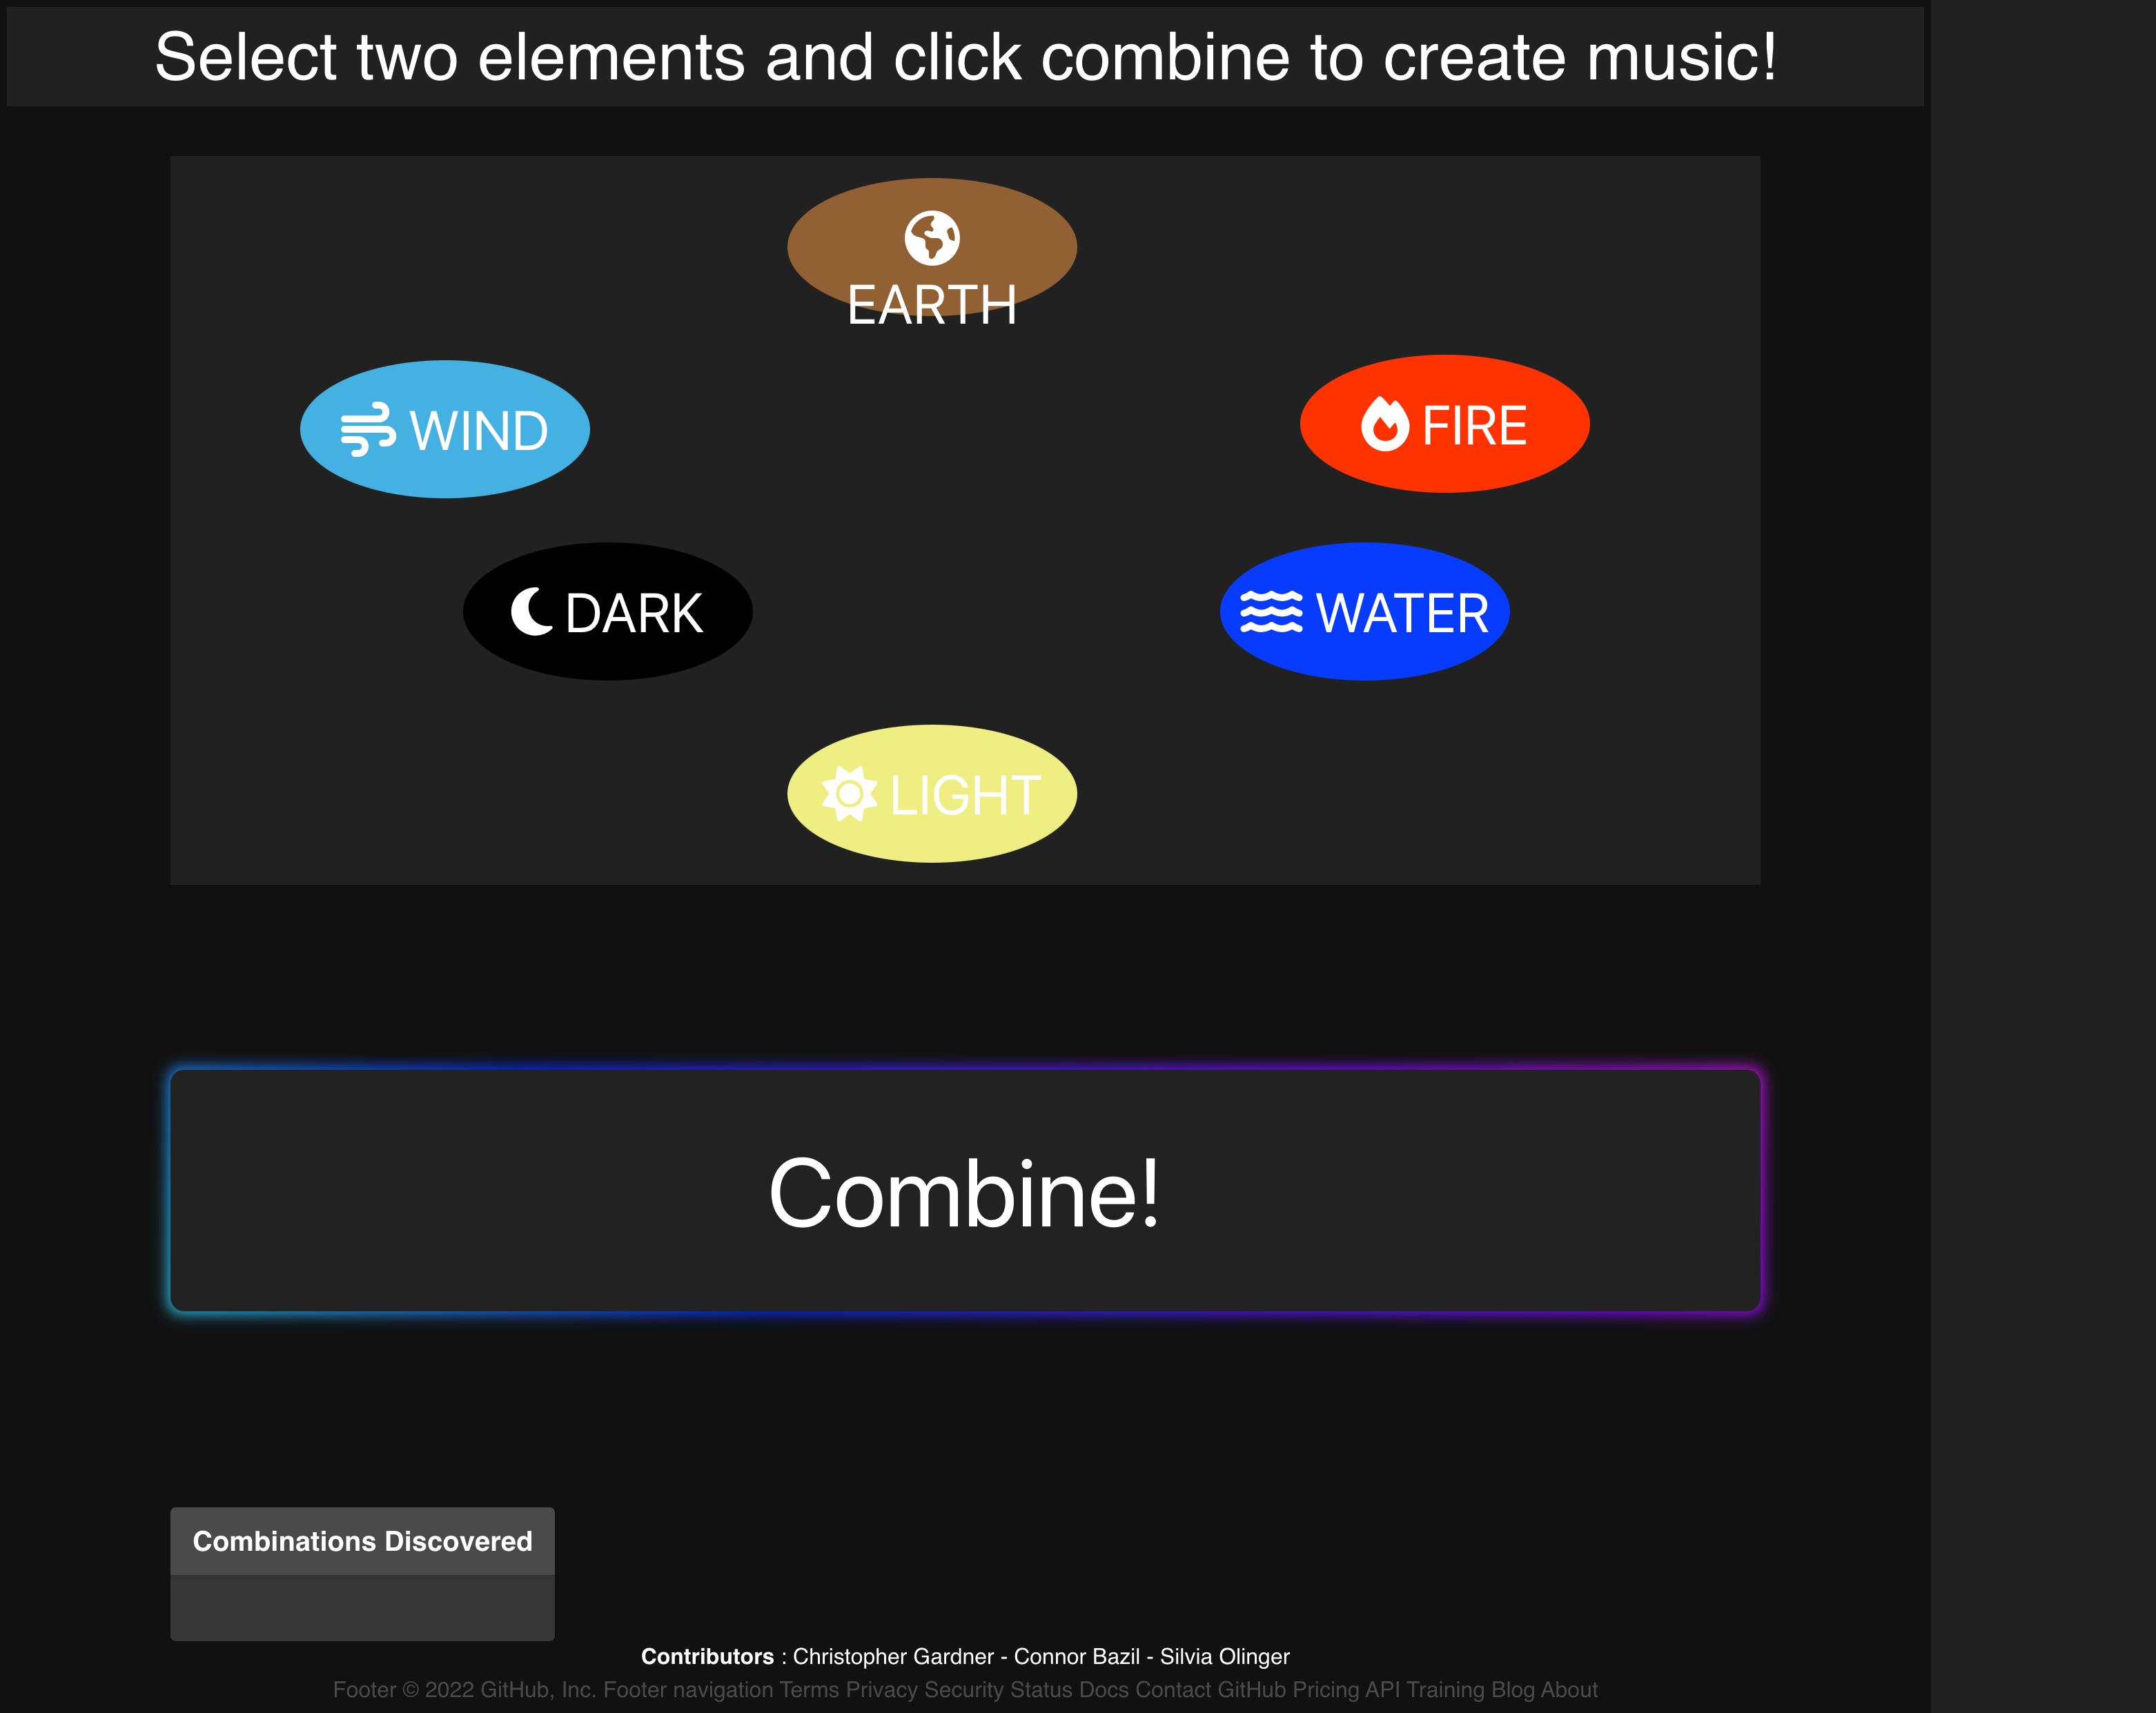 Select two elements and click combine to create music!
EARTH
WIND
FIRE
DARK
WATER
LIGHT
Combine!
Combinations Discovered
Contributors : Christopher Gardner - Connor Bazil - Silvia Olinger
Footer © 2022 GitHub, Inc. Footer navigation Terms Privacy Security Status Docs Contact GitHub Pricing API Training Blog About